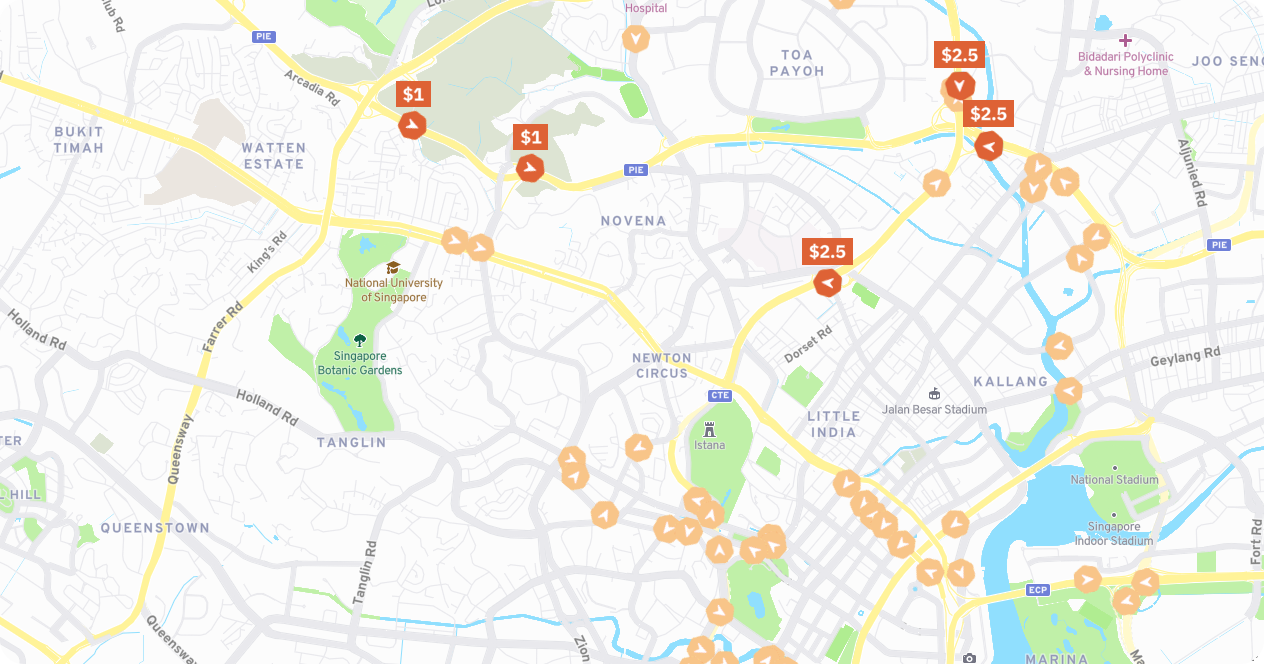 Hospital
PIE
Arcadia Rd
TOA
PAYOH
$2.5
Bidadari Polyclinic
& Nursing Home
$1
$2.5
BUKIT
TIMAH
WATTEN
ESTATE
$1
PIE
Aljunied Rd
NOVENA
King's Rd
$2.5
PIE
National University
of Singapore
Farrer Rd
Holland Rd
Singapore
Botanic Gardens
Dorset Rd
NEWTON
CIRCUS
Geylang Rd
KALLANG
Holland Rd
CTE
Jalan Besar Stadium
LITTLE
INDIA
Istana
TANGLIN
Queensway
National Stadium
HILL
QUEENSTOWN
Singapore
Indoor Stadium
Fort Rd
Tanglin Rd
ECP
Queensway
Zion
MARINA